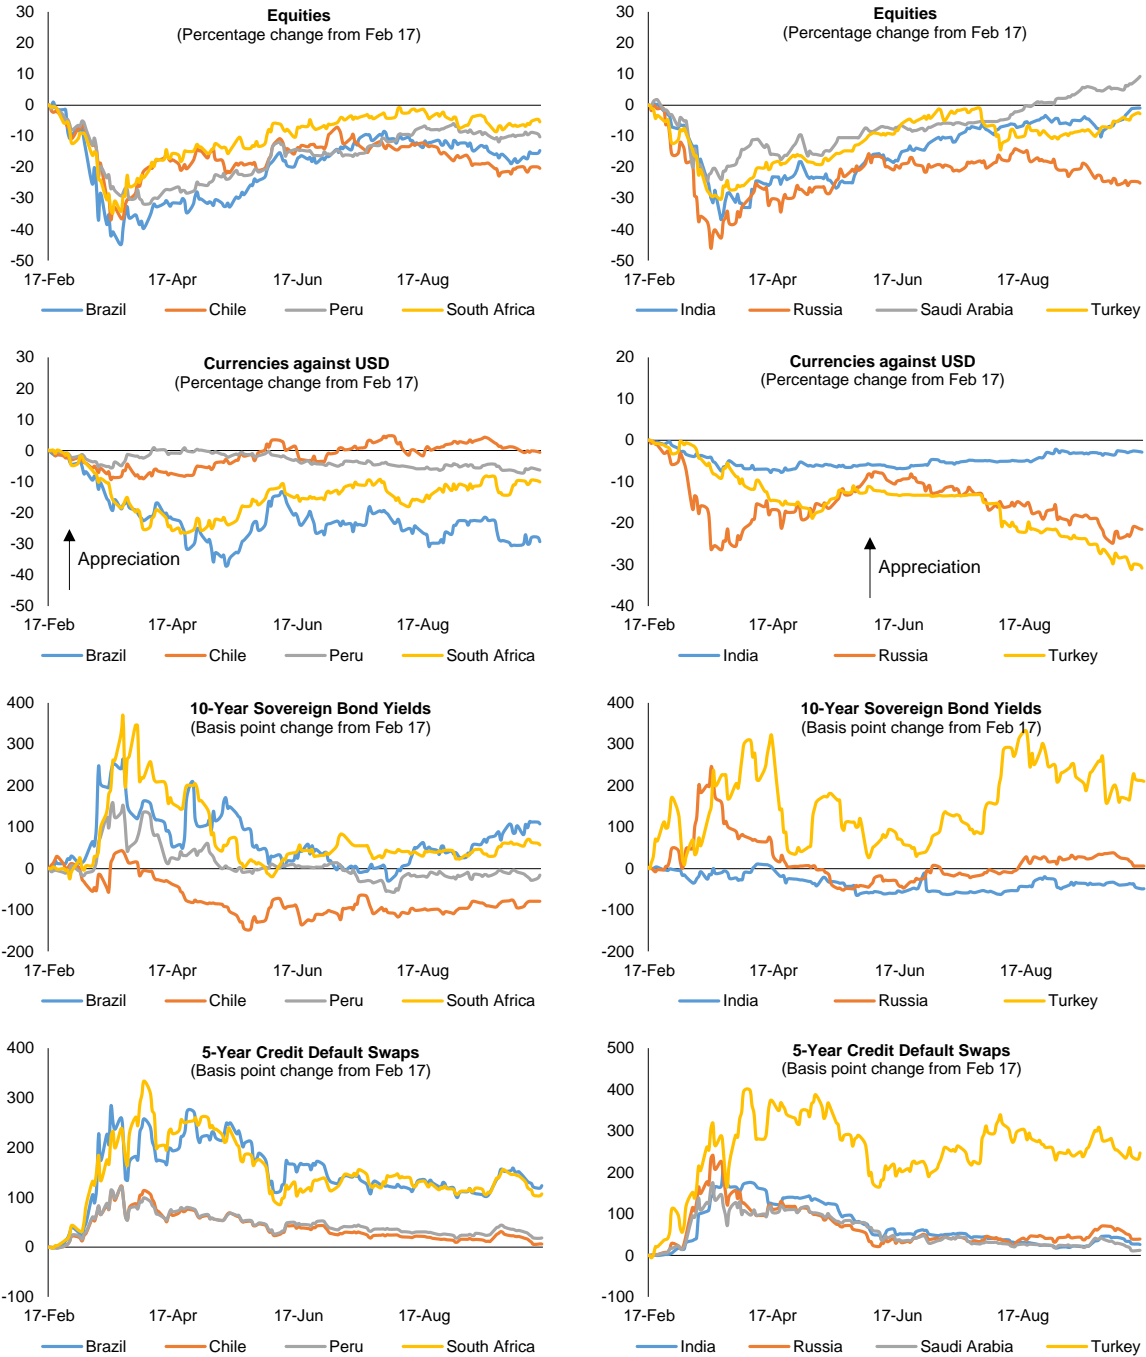 Equities
(Percentage change from Feb 17)
30
20
10
0
-10
-20
-30
-40
-50
17-Feb 17-Apr 17-Jun 17-Aug
Brazil Chile Peru South Africa
Equities
(Percentage change from Feb 17)
30
20
10
0
-10
-20
-30
-40
-50
17-Feb 17-Apr 17-Jun 17-Aug
India Russia Saudi Arabia Turkey
Currencies against USD
(Percentage change from Feb 17)
30
20
10
0
-10
-20
-30
-40
-50
Appreciation
17-Feb 17-Apr 17-Jun 17-Aug
Brazil Chile Peru South Africa
Currencies against USD
(Percentage change from Feb 17)
20
10
0
-10
-20
-30
-40
Appreciation
17-Feb 17-Apr 17-Jun 17-Aug
India Russia Turkey
10-Year Sovereign Bond Yields
(Basis point change from Feb 17)
400
300
200
100
0
-100
-200
17-Feb 17-Apr 17-Jun 17-Aug
Brazil Chile Peru South Africa
10-Year Sovereign Bond Yields
(Basis point change from Feb 17)
400
300
200
100
0
-100
-200
17-Feb 17-Apr 17-Jun 17-Aug
India Russia Turkey
5-Year Credit Default Swaps
(Basis point change from Feb 17)
400
300
200
100
0
-100
17-Feb 17-Apr 17-Jun 17-Aug
Brazil Chile Peru South Africa
5-Year Credit Default Swaps
(Basis point change from Feb 17)
500
400
300
200
100
0
-100
17-Feb 17-Apr 17-Jun 17-Aug
India Russia Saudi Arabia Turkey